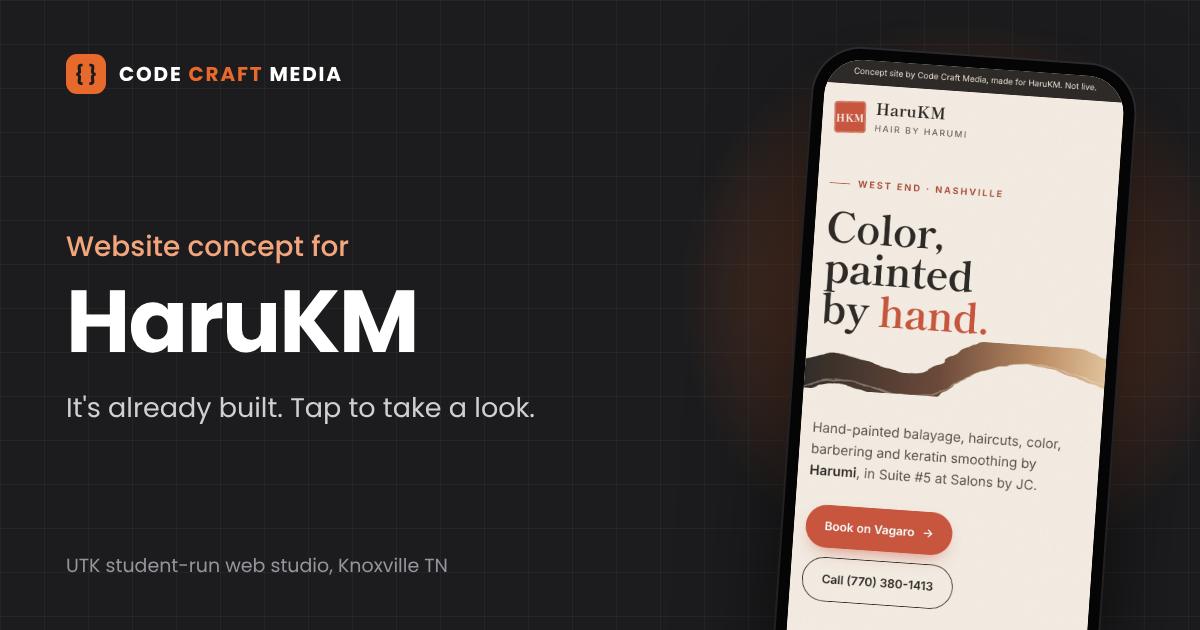 { } CODE CRAFT MEDIA
Website concept for
HaruKM
It's already built. Tap to take a look.
UTK student-run web studio, Knoxville TN
Concept site by Code Craft Media, made for HaruKM. Not live.
HKM
HaruKM
HAIR BY HARUMI
WEST END · NASHVILLE
Color,
painted
by hand.
Hand-painted balayage, haircuts, color,
barbering and keratin smoothing by
Harumi, in Suite #5 at Salons by JC.
Book on Vagaro →
Call (770) 380-1413